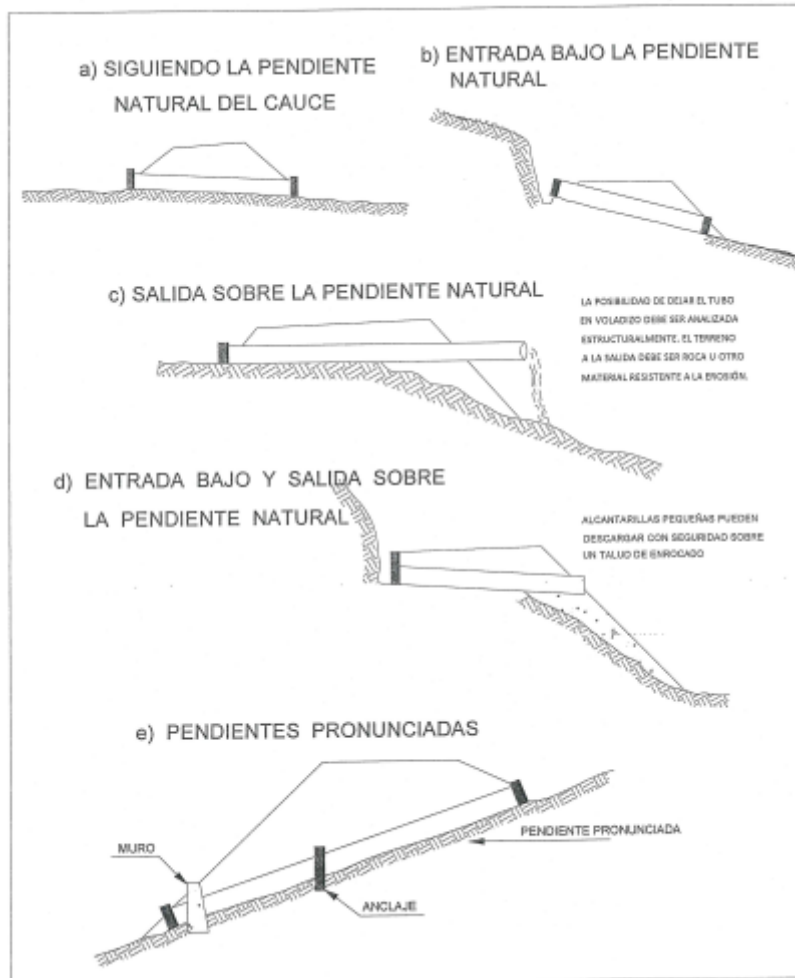 a) SIGUIENDO LA PENDIENTE
NATURAL DEL CAUCE
b) ENTRADA BAJO LA PENDIENTE
NATURAL
c) SALIDA SOBRE LA PENDIENTE NATURAL
LA POSIBILIDAD DE DEJAR EL TUBO
EN VOLADIZO DEBE SER ANALIZADA
ESTRUCTURALMENTE. EL TERRENO
A LA SALIDA DEBE SER ROCA U OTRO
MATERIAL RESISTENTE A LA EROSIÓN.
d) ENTRADA BAJO Y SALIDA SOBRE
LA PENDIENTE NATURAL
ALCANTARILLAS PEQUEÑAS PUEDEN
DESCARGAR CON SEGURIDAD SOBRE
UN TALUD DE ENROCADO
e) PENDIENTES PRONUNCIADAS
PENDIENTE PRONUNCIADA
MURO
ANCLAJE